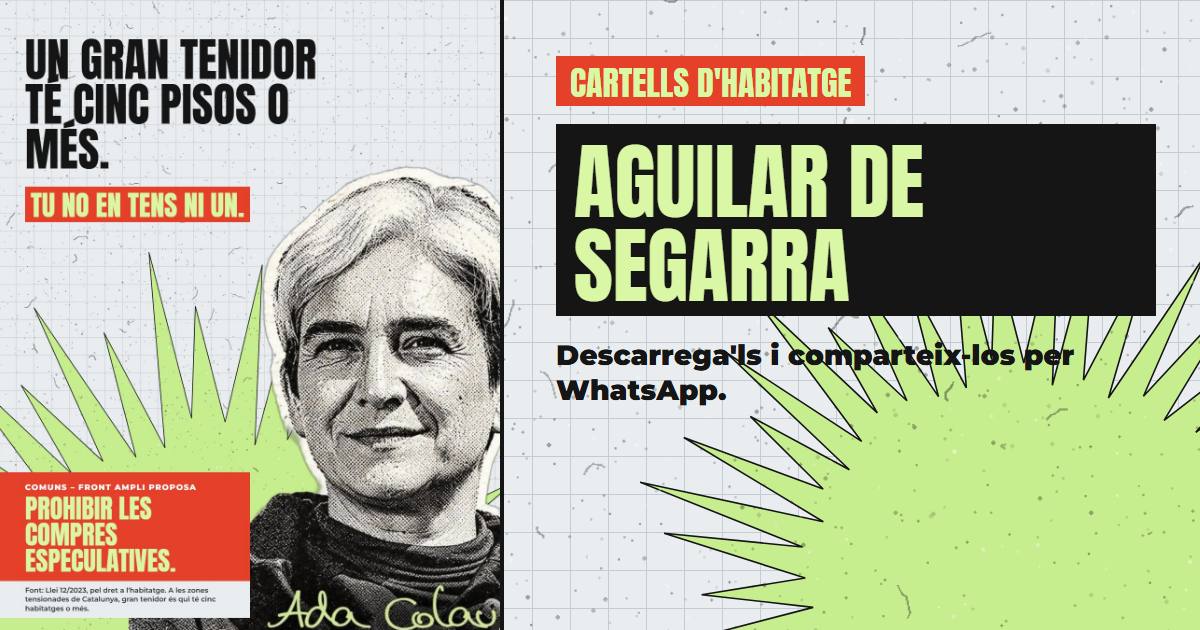 UN GRAN TENIDOR
TÉ CINC PISOS O
MÉS.
TU NO EN TENS NI UN.
COMUNS – FRONT AMPLI PROPOSA
PROHIBIR LES
COMPRES
ESPECULATIVES.
Font: Llei 12/2023, pel dret a l'habitatge. A les zones
tensionades de Catalunya, gran tenidor és qui té cinc
habitatges o més.
Ada Colau
CARTELLS D'HABITATGE
AGUILAR DE
SEGARRA
Descarrega'ls i comparteix-los per
WhatsApp.